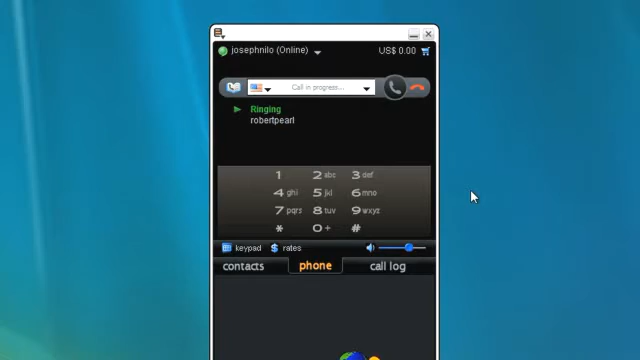 josephnilo (Online) US$ 0.00
Call in progress...
Ringing
robertpearl
1 2 abc 3 def
4 ghi 5 jkl 6 mno
7 pqrs 8 tuv 9 wxyz
* 0 + #
keypad $ rates
contacts phone call log